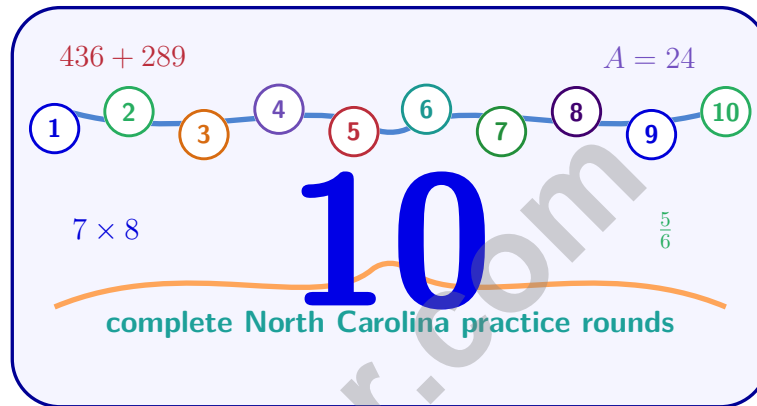 436 + 289
A = 24
1 2 3 4 5 6 7 8 9 10
10
7 × 8
5/6
complete North Carolina practice rounds
r.com